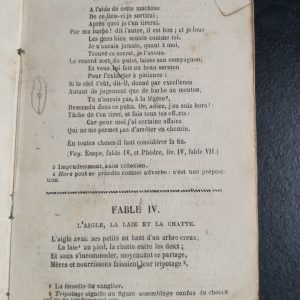 A l'aide de cette machine
De ce lieu-ci je sortirai;
Après quoi je t'en tirerai.
Par ma barbe! dit l'autre, il est bon; et je loue
Les gens bien sensés comme toi.
Je n'aurais jamais, quant à moi,
Trouvé ce secret, je l'avoue.
Le renard sort du puits, laisse son compagnon,
Et vous lui fait un beau sermon
Pour l'exhorter à patience:
Si le ciel t'eût, dit-il, donné par excellence
Autant de jugement que de barbe au menton,
Tu n'aurais pas, à la légère,
Descendu dans ce puits. Or, adieu, j'en suis hors:
Tâche de t'en tirer, et fais tous tes efforts;
Car pour moi j'ai certaine affaire
Qui ne me permet pas d'arrêter en chemin.
En toutes choses il faut considérer la fin.
(Voy. Esope, fable IV, et Phèdre, liv. IV, fable VII.)
Imprudemment, sans réflexion.
Hors peut se prendre comme adverbe: c'est une préposition.
FABLE IV.
L'AIGLE, LA LAIE ET LA CHATTE.
L'aigle avait ses petits au haut d'un arbre creux,
La laie¹ au pied, la chatte entre les deux;
Et sans s'incommoder, moyennant ce partage,
Mères et nourrissons faisaient leur tripotage ².
1 La femelle du sanglier.
2 Tripotage signifie au figuré assemblage confus de choses